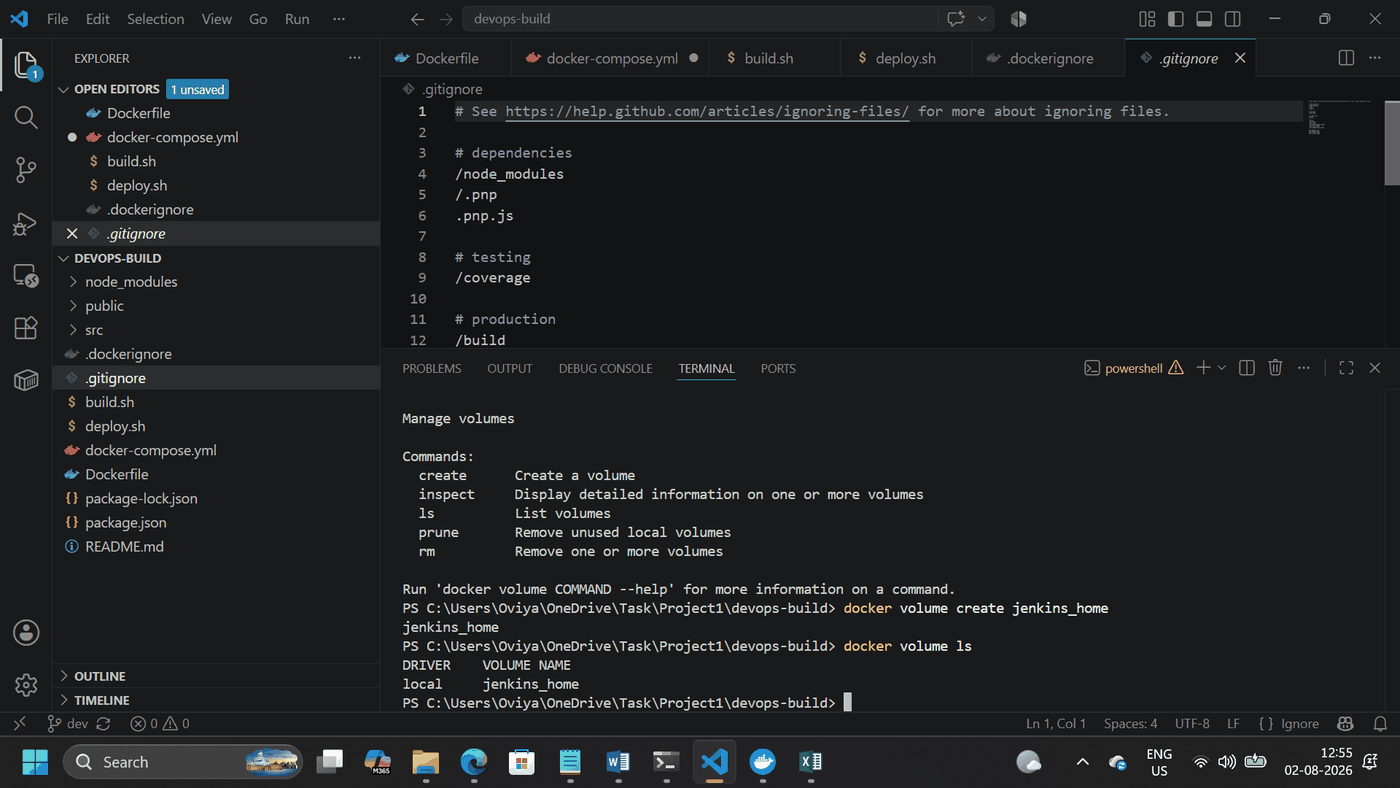 File Edit Selection View Go Run ···
devops-build
EXPLORER
1
OPEN EDITORS 1 unsaved
Dockerfile
docker-compose.yml
$ build.sh
$ deploy.sh
.dockerignore
.gitignore
DEVOPS-BUILD
node_modules
public
src
.dockerignore
.gitignore
$ build.sh
$ deploy.sh
docker-compose.yml
Dockerfile
{} package-lock.json
{} package.json
README.md
OUTLINE
TIMELINE
Dockerfile docker-compose.yml $ build.sh $ deploy.sh .dockerignore .gitignore
.gitignore
1 # See https://help.github.com/articles/ignoring-files/ for more about ignoring files.
2
3 # dependencies
4 /node_modules
5 /.pnp
6 .pnp.js
7
8 # testing
9 /coverage
10
11 # production
12 /build
PROBLEMS OUTPUT DEBUG CONSOLE TERMINAL PORTS powershell
Manage volumes
Commands:
create Create a volume
inspect Display detailed information on one or more volumes
ls List volumes
prune Remove unused local volumes
rm Remove one or more volumes
Run 'docker volume COMMAND --help' for more information on a command.
PS C:\Users\Oviya\OneDrive\Task\Project1\devops-build> docker volume create jenkins_home
jenkins_home
PS C:\Users\Oviya\OneDrive\Task\Project1\devops-build> docker volume ls
DRIVER VOLUME NAME
local jenkins_home
PS C:\Users\Oviya\OneDrive\Task\Project1\devops-build>
dev 0 0 Ln 1, Col 1 Spaces: 4 UTF-8 LF {} Ignore
Search M365 ENG US 12:55
02-08-2026